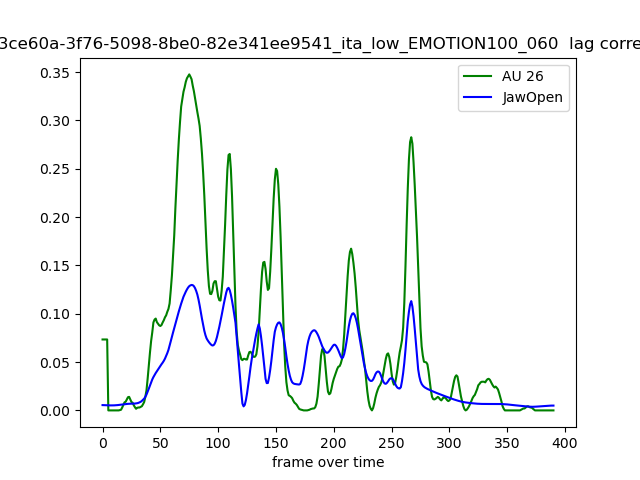 3ce60a-3f76-5098-8be0-82e341ee9541_ita_low_EMOTION100_060 lag corre
AU 26
JawOpen
0.35
0.30
0.25
0.20
0.15
0.10
0.05
0.00
0 50 100 150 200 250 300 350 400
frame over time